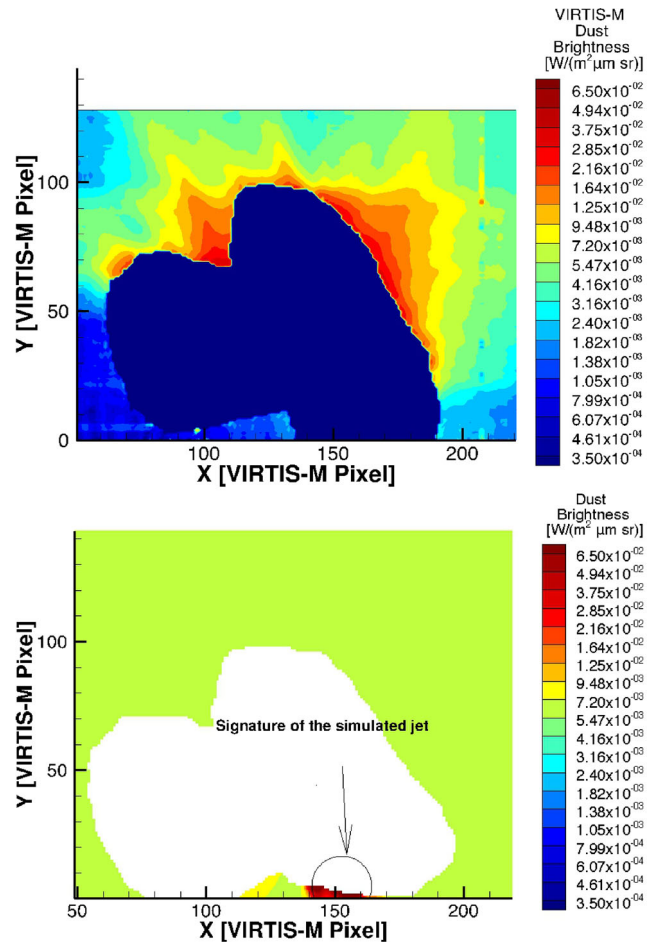 VIRTIS-M
Dust
Brightness
[W/(m² µm sr)]
6.50x10⁻⁰²
4.94x10⁻⁰²
3.75x10⁻⁰²
2.85x10⁻⁰²
2.16x10⁻⁰²
1.64x10⁻⁰²
1.25x10⁻⁰²
9.48x10⁻⁰³
7.20x10⁻⁰³
5.47x10⁻⁰³
4.16x10⁻⁰³
3.16x10⁻⁰³
2.40x10⁻⁰³
1.82x10⁻⁰³
1.38x10⁻⁰³
1.05x10⁻⁰³
7.99x10⁻⁰⁴
6.07x10⁻⁰⁴
4.61x10⁻⁰⁴
3.50x10⁻⁰⁴
Y [VIRTIS-M Pixel]
100
50
0
100 150 200
X [VIRTIS-M Pixel]
Dust
Brightness
[W/(m² µm sr)]
6.50x10⁻⁰²
4.94x10⁻⁰²
3.75x10⁻⁰²
2.85x10⁻⁰²
2.16x10⁻⁰²
1.64x10⁻⁰²
1.25x10⁻⁰²
9.48x10⁻⁰³
7.20x10⁻⁰³
5.47x10⁻⁰³
4.16x10⁻⁰³
3.16x10⁻⁰³
2.40x10⁻⁰³
1.82x10⁻⁰³
1.38x10⁻⁰³
1.05x10⁻⁰³
7.99x10⁻⁰⁴
6.07x10⁻⁰⁴
4.61x10⁻⁰⁴
3.50x10⁻⁰⁴
Y [VIRTIS-M Pixel]
100
50
0
Signature of the simulated jet
50 100 150 200
X [VIRTIS-M Pixel]